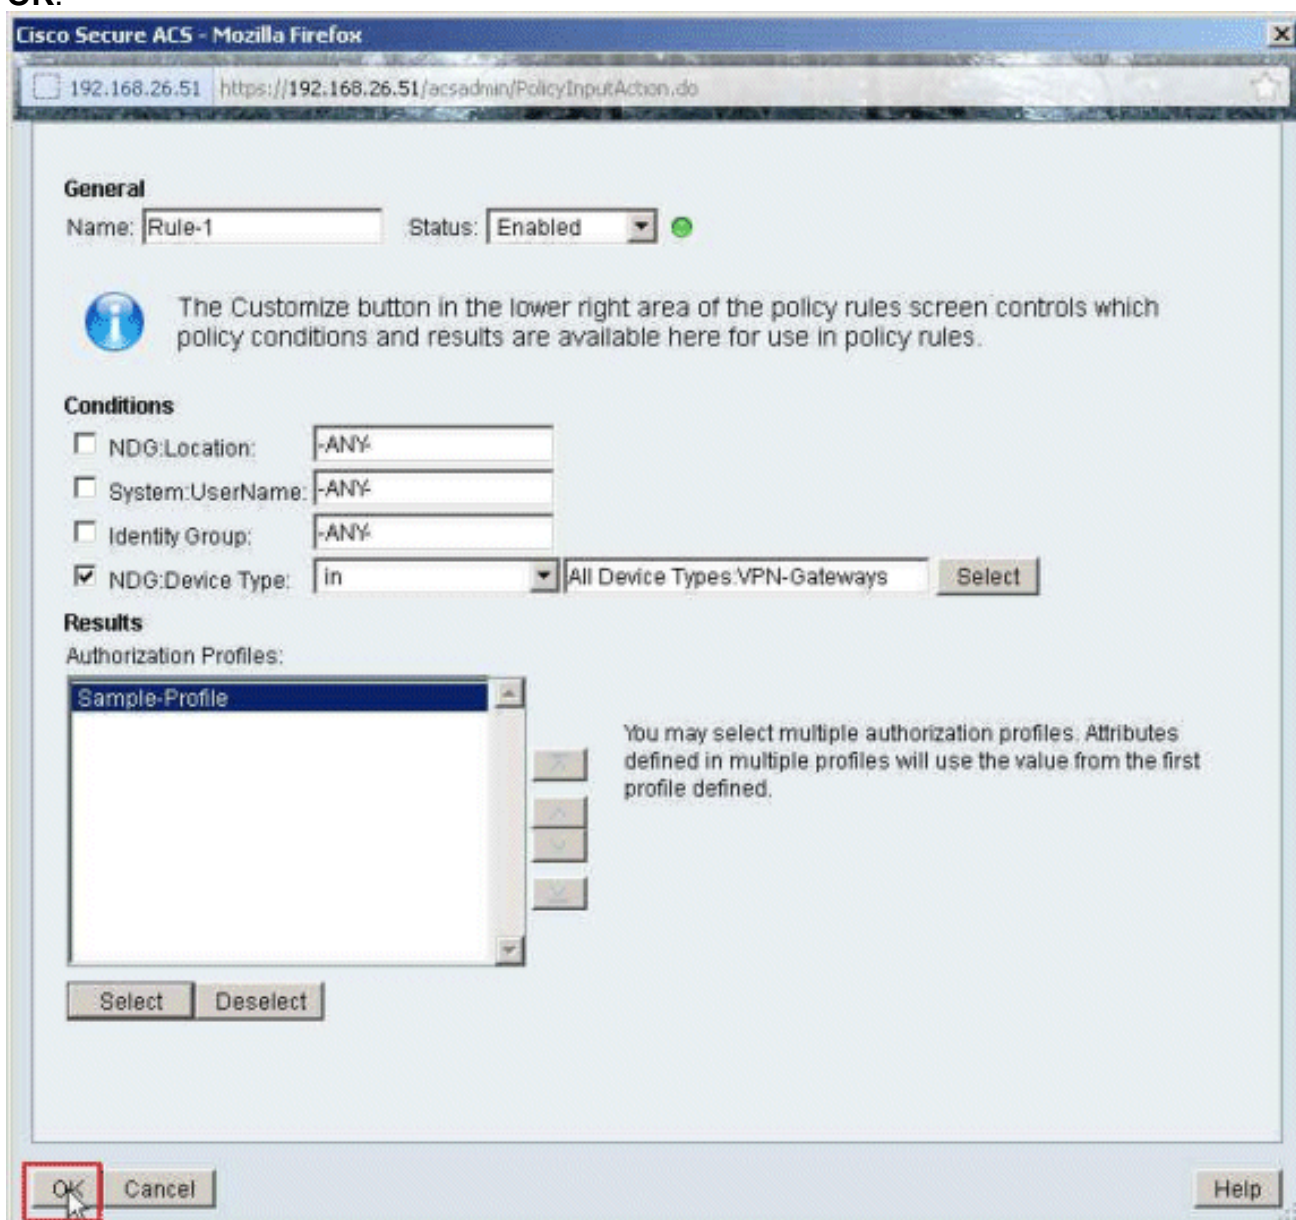 OK.
Cisco Secure ACS - Mozilla Firefox
192.168.26.51 https://192.168.26.51/acsadmin/PolicyInputAction.do
General
Name: Rule-1 Status: Enabled
The Customize button in the lower right area of the policy rules screen controls which
policy conditions and results are available here for use in policy rules.
Conditions
NDG:Location: -ANY-
System:UserName: -ANY-
Identity Group: -ANY-
NDG:Device Type: in All Device Types:VPN-Gateways Select
Results
Authorization Profiles:
Sample-Profile
You may select multiple authorization profiles. Attributes
defined in multiple profiles will use the value from the first
profile defined.
Select Deselect
OK Cancel Help